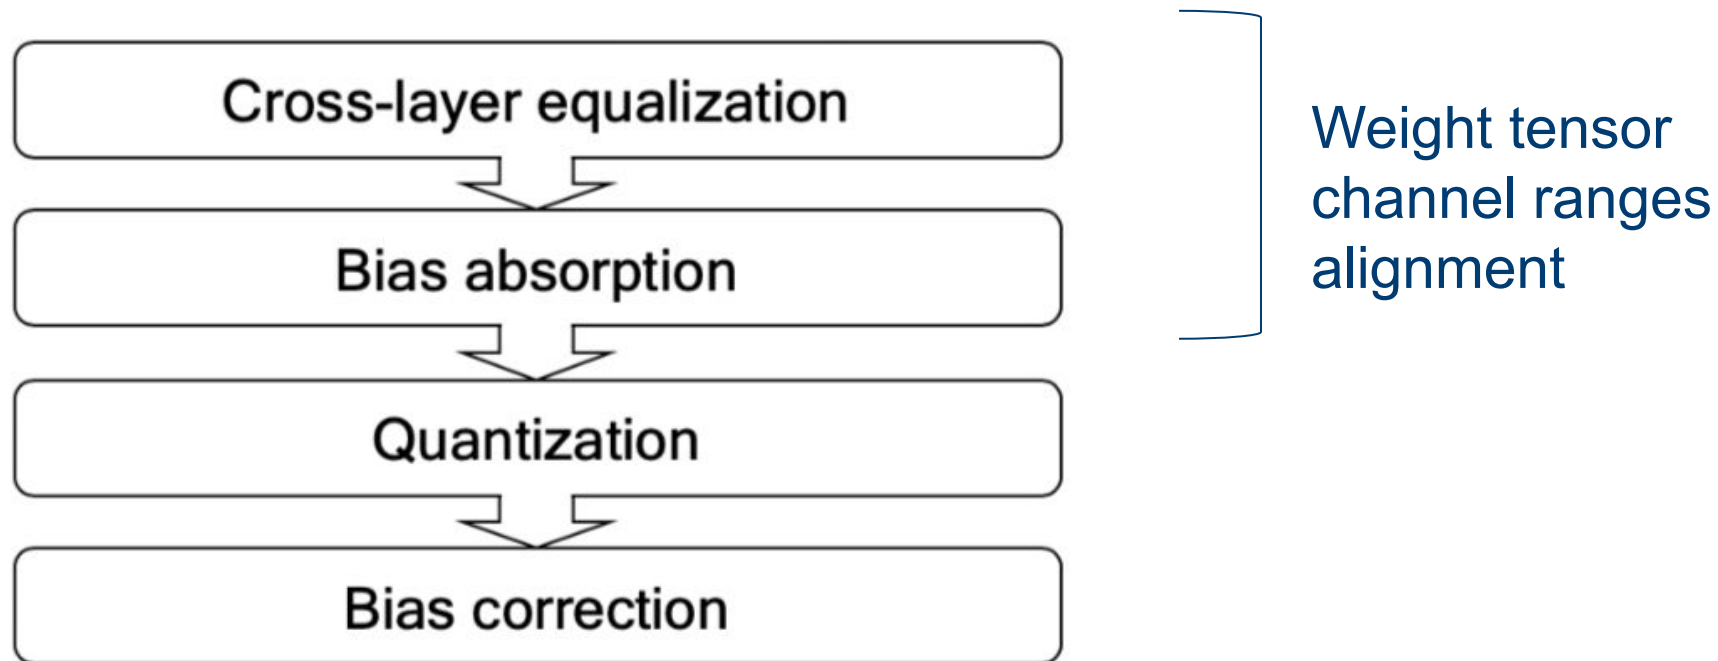 Cross-layer equalization
Bias absorption
Quantization
Bias correction
Weight tensor
channel ranges
alignment